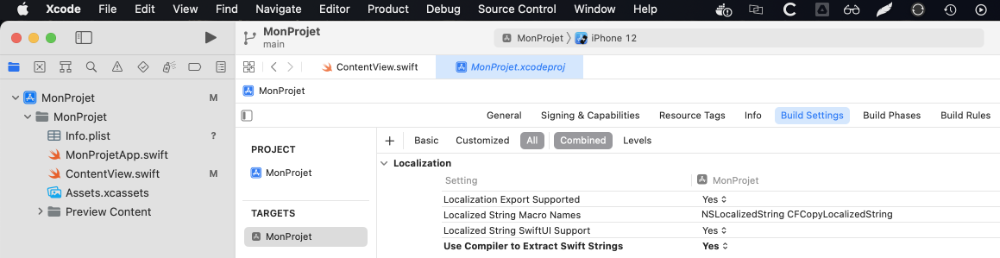 Xcode File Edit View Find Navigate Editor Product Debug Source Control Window Help
MonProjet
main
MonProjet 〉 iPhone 12
ContentView.swift MonProjet.xcodeproj
MonProjet
MonProjet M
MonProjet
Info.plist ?
MonProjetApp.swift
ContentView.swift M
Assets.xcassets
Preview Content
General Signing & Capabilities Resource Tags Info Build Settings Build Phases Build Rules
PROJECT
MonProjet
TARGETS
MonProjet
+ Basic Customized All Combined Levels
Localization
Setting MonProjet
Localization Export Supported Yes
Localized String Macro Names NSLocalizedString CFCopyLocalizedString
Localized String SwiftUI Support Yes
Use Compiler to Extract Swift Strings Yes